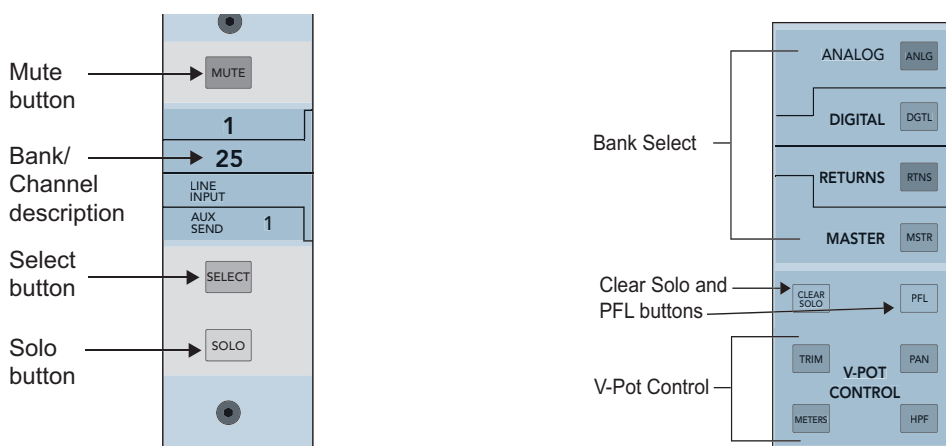 Mute
button
MUTE
1
Bank/
Channel
description
25
LINE
INPUT
AUX
SEND
1
Select
button
SELECT
Solo
button
SOLO
Bank Select
ANALOG ANLG
DIGITAL DGTL
RETURNS RTNS
MASTER MSTR
Clear Solo and
PFL buttons
CLEAR
SOLO
PFL
V-Pot Control
TRIM
PAN
V-POT
CONTROL
METERS
HPF